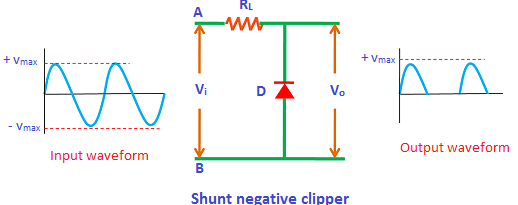 A
RL
+ vmax
Vi
D
Vo
+ vmax
- vmax
Input waveform
Output waveform
B
Shunt negative clipper